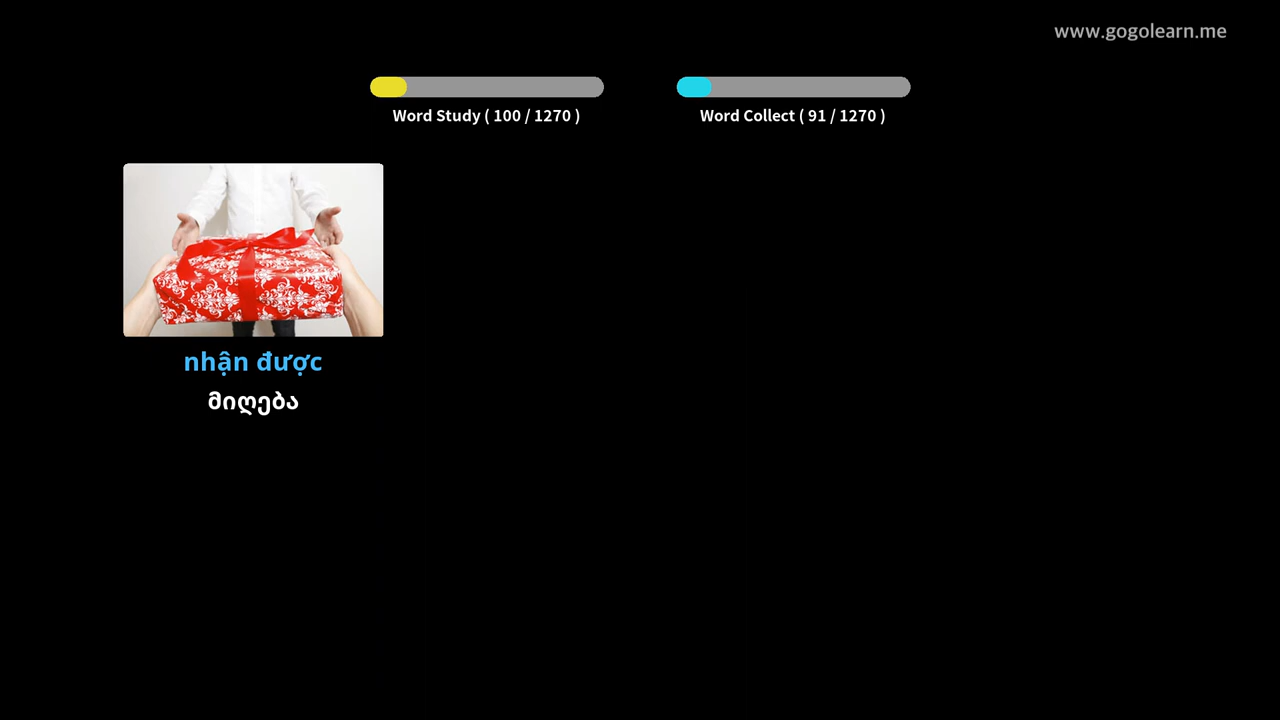 www.gogolearn.me
Word Study ( 100 / 1270 )
Word Collect ( 91 / 1270 )
nhận được
მიღება